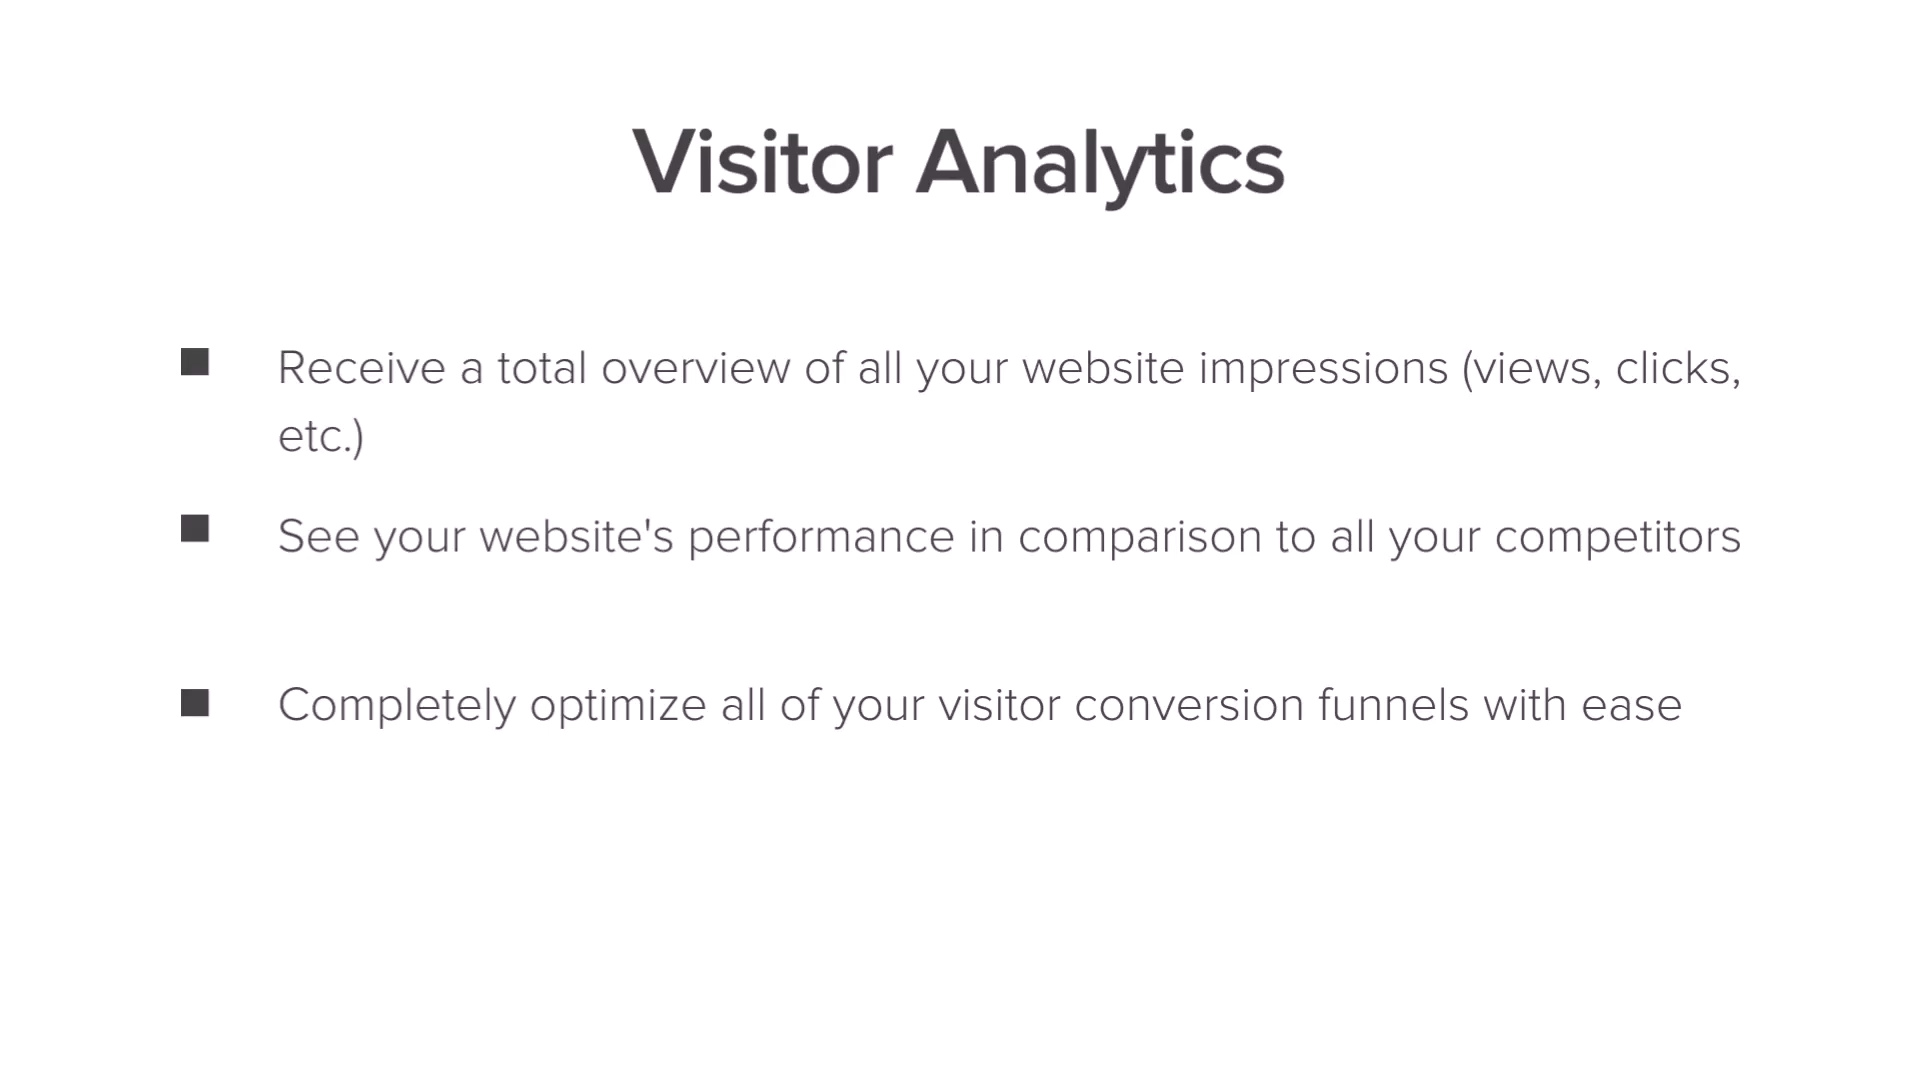 Visitor Analytics
■ Receive a total overview of all your website impressions (views, clicks,
etc.)
■ See your website's performance in comparison to all your competitors
■ Completely optimize all of your visitor conversion funnels with ease